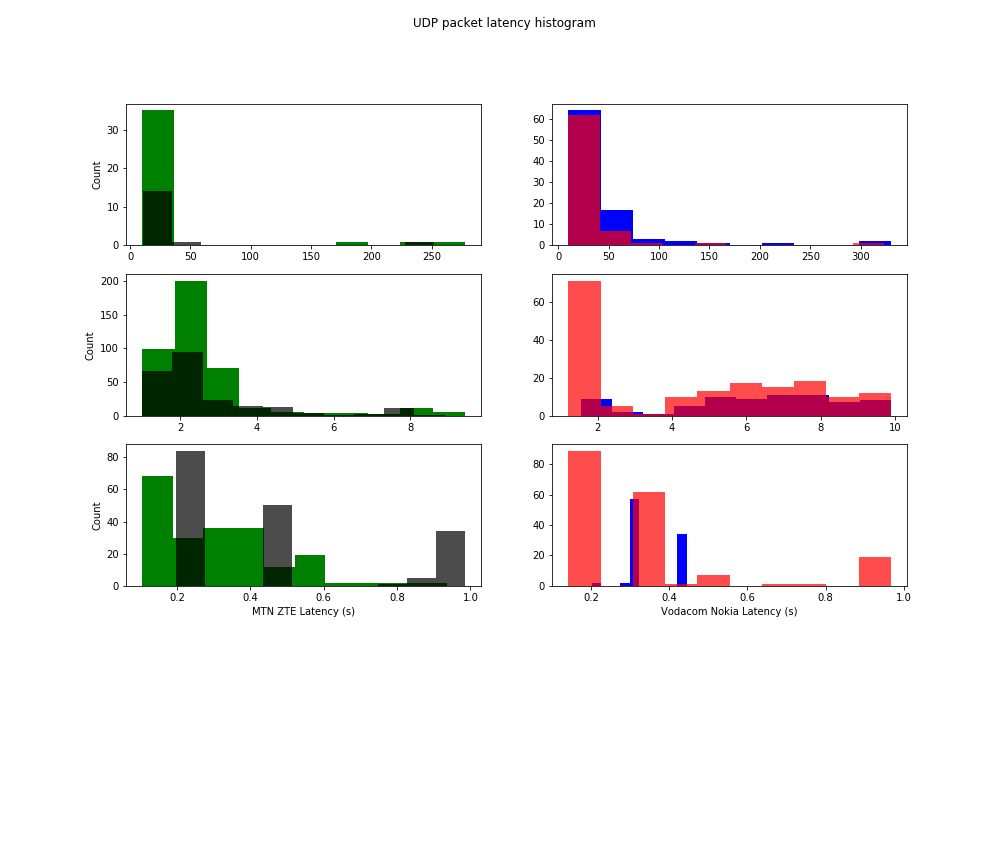 UDP packet latency histogram
Count
30
20
10
0
0 50 100 150 200 250
60
50
40
30
20
10
0
0 50 100 150 200 250 300
Count
200
150
100
50
0
2 4 6 8
60
40
20
0
2 4 6 8 10
Count
80
60
40
20
0
0.2 0.4 0.6 0.8 1.0
MTN ZTE Latency (s)
80
60
40
20
0
0.2 0.4 0.6 0.8 1.0
Vodacom Nokia Latency (s)